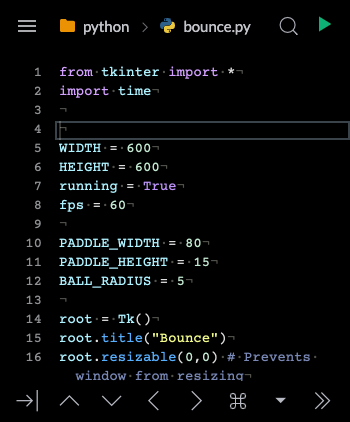 python > bounce.py
1 from tkinter import *
2 import time
3
4
5 WIDTH = 600
6 HEIGHT = 600
7 running = True
8 fps = 60
9
10 PADDLE_WIDTH = 80
11 PADDLE_HEIGHT = 15
12 BALL_RADIUS = 5
13
14 root = Tk()
15 root.title("Bounce")
16 root.resizable(0,0) # Prevents
window from resizing